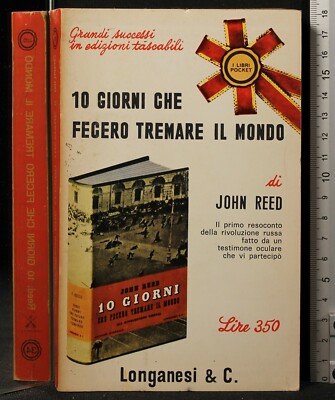 Reed: 10 GIORNI CHE FECERO TREMARE IL MONDO
Grandi successi
in edizioni tascabili
I LIBRI
POCKET
10 GIORNI CHE
FECERO TREMARE IL MONDO
di
JOHN REED
Il primo resoconto
della rivoluzione russa
fatto da un
testimone oculare
che vi partecipò
JOHN REED
10 GIORNI
CHE FECERO TREMARE IL MONDO
Lire 350
Longanesi & C.